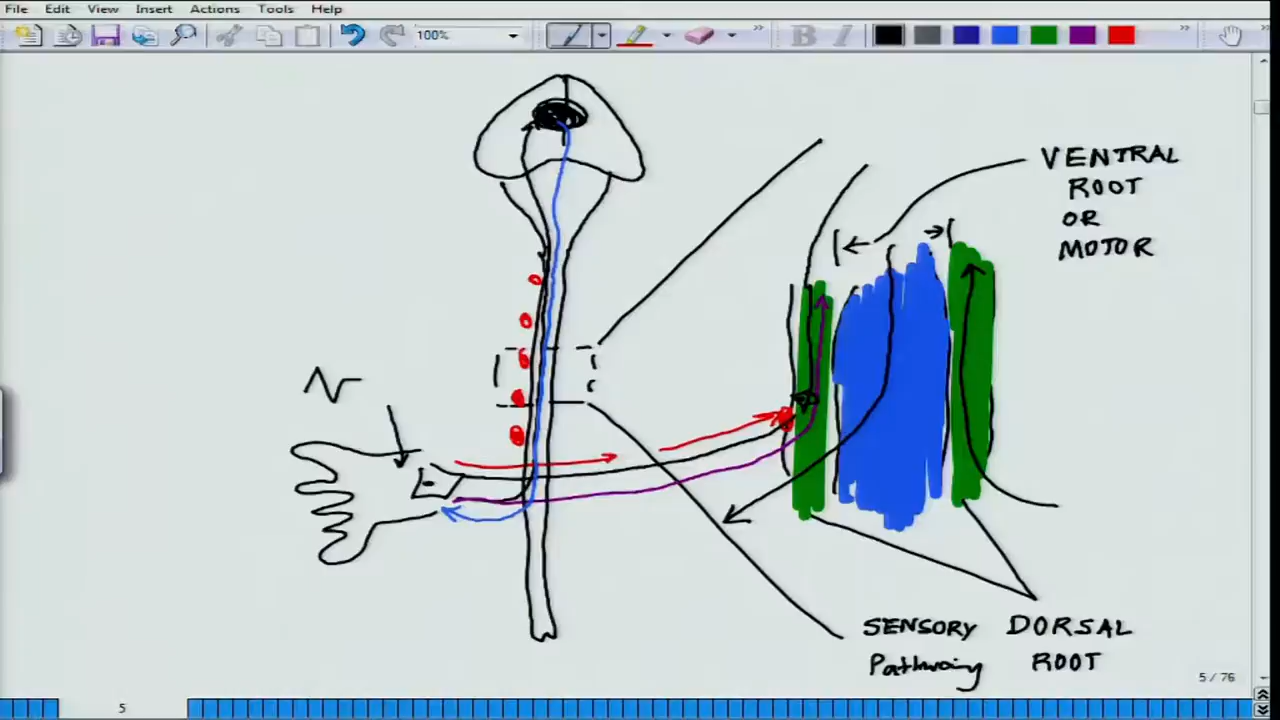 File Edit View Insert Actions Tools Help
100%
B I
VENTRAL
ROOT
OR
MOTOR
N
SENSORY DORSAL
Pathway ROOT
5 / 76
5